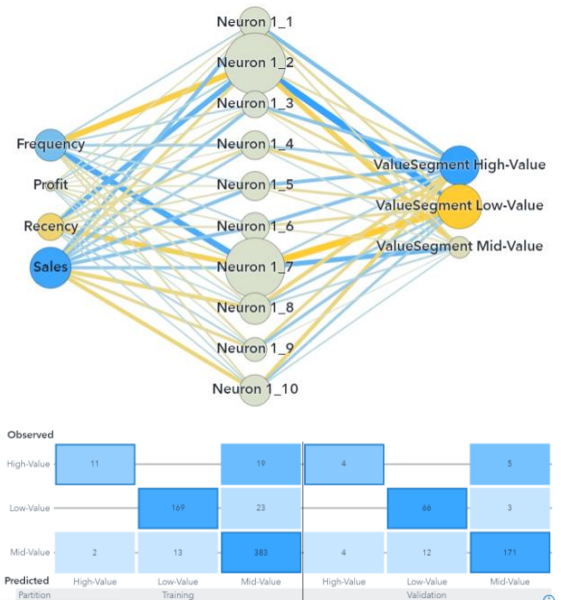 Neuron 1_1
Neuron 1_2
Neuron 1_3
Frequency
Neuron 1_4
ValueSegment High-Value
Profit
Neuron 1_5
ValueSegment Low-Value
Recency
Neuron 1_6
ValueSegment Mid-Value
Sales
Neuron 1_7
Neuron 1_8
Neuron 1_9
Neuron 1_10
Observed
High-Value 11 19 4 5
Low-Value 169 23 66 3
Mid-Value 2 13 383 4 12 171
Predicted High-Value Low-Value Mid-Value High-Value Low-Value Mid-Value
Partition Training Validation